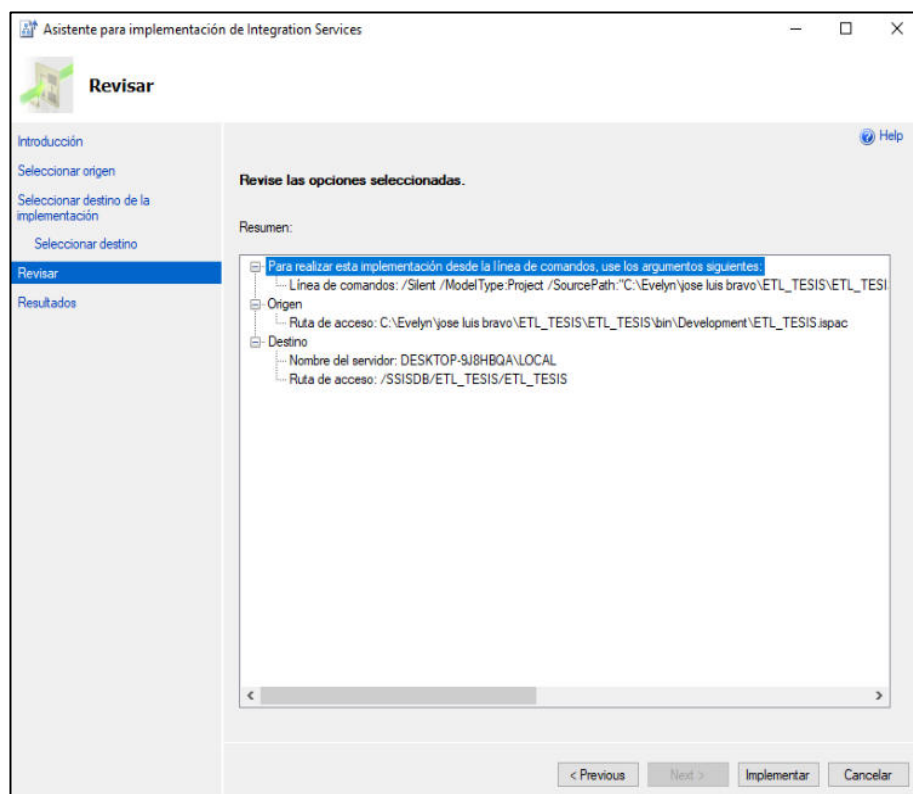 Asistente para implementación de Integration Services
Revisar
Help
Introducción
Seleccionar origen
Seleccionar destino de la
implementación
Seleccionar destino
Revisar
Resultados
Revise las opciones seleccionadas.
Resumen:
Para realizar esta implementación desde la línea de comandos, use los argumentos siguientes:
Línea de comandos: /Silent /ModelType:Project /SourcePath:"C:\Evelyn\jose luis bravo\ETL_TESIS\ETL_TESI
Origen
Ruta de acceso: C:\Evelyn\jose luis bravo\ETL_TESIS\ETL_TESIS\bin\Development\ETL_TESIS.ispac
Destino
Nombre del servidor: DESKTOP-9J8HBQA\LOCAL
Ruta de acceso: /SSISDB/ETL_TESIS/ETL_TESIS
< Previous Next > Implementar Cancelar